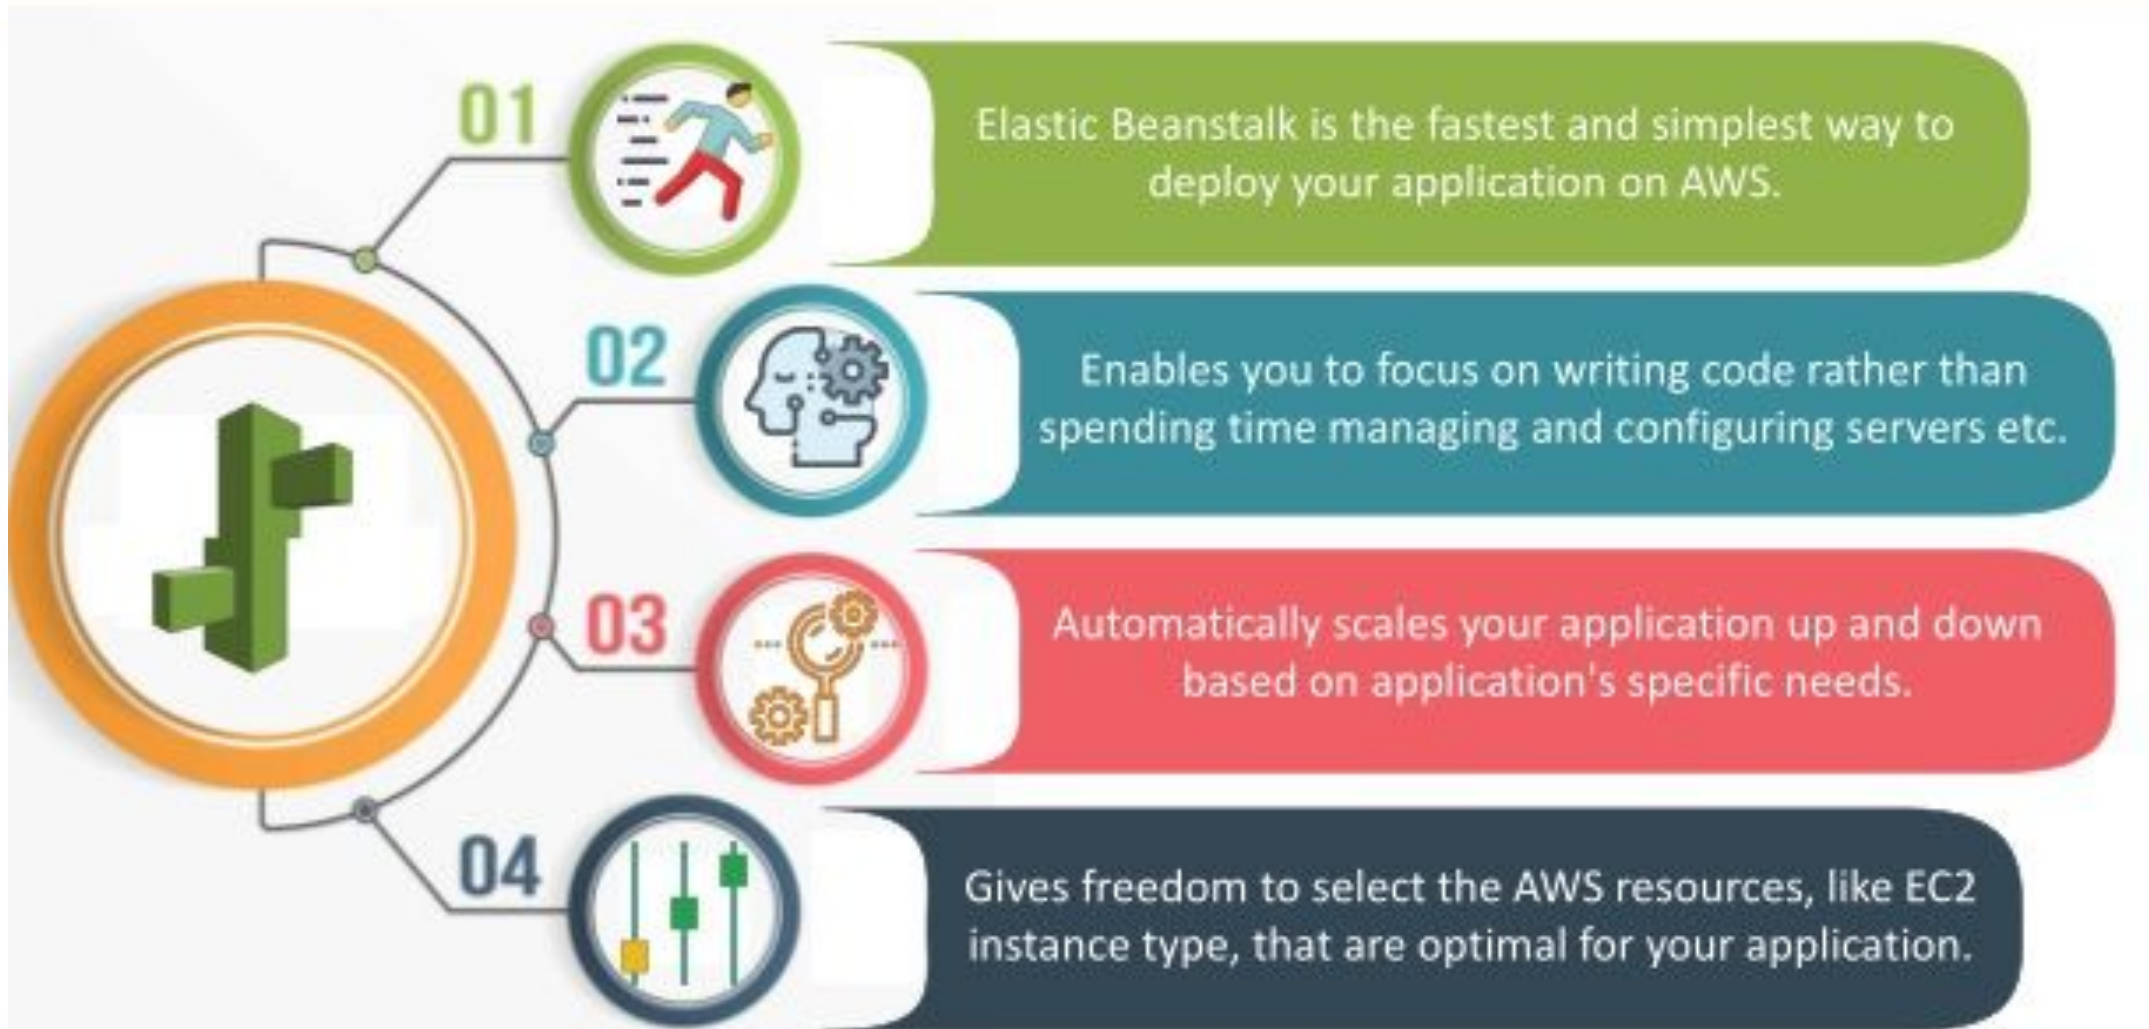 01
Elastic Beanstalk is the fastest and simplest way to
deploy your application on AWS.
02
Enables you to focus on writing code rather than
spending time managing and configuring servers etc.
03
Automatically scales your application up and down
based on application's specific needs.
04
Gives freedom to select the AWS resources, like EC2
instance type, that are optimal for your application.